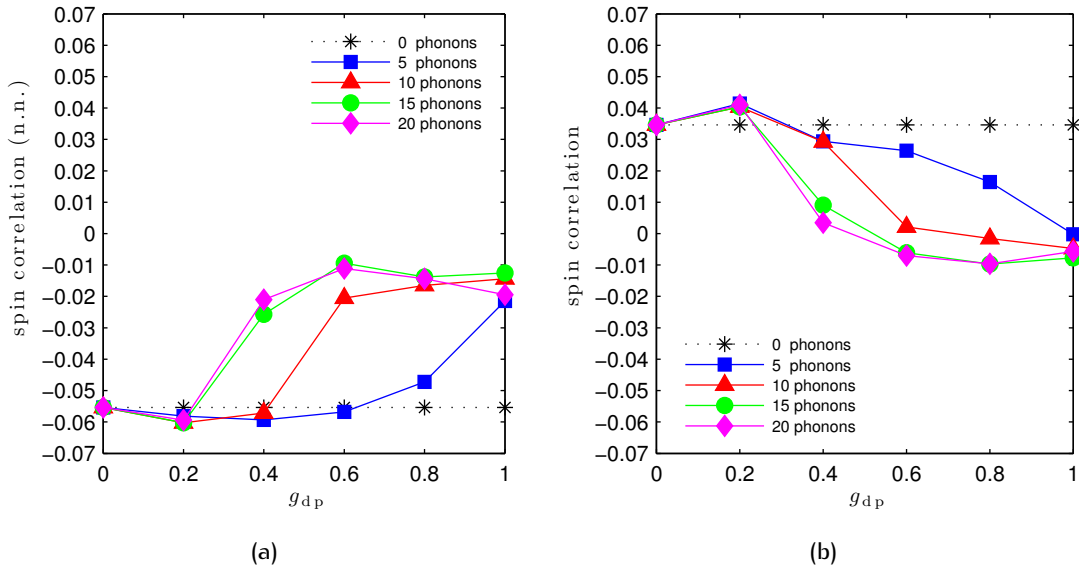 0.07
0.06
0.05
0.04
0.03
0.02
0.01
0
−0.01
−0.02
−0.03
−0.04
−0.05
−0.06
−0.07
spin correlation (n.n.)
0 phonons
5 phonons
10 phonons
15 phonons
20 phonons
0 0.2 0.4 0.6 0.8 1
g_{dp}
(a)
0.07
0.06
0.05
0.04
0.03
0.02
0.01
0
−0.01
−0.02
−0.03
−0.04
−0.05
−0.06
−0.07
spin correlation
0 phonons
5 phonons
10 phonons
15 phonons
20 phonons
0 0.2 0.4 0.6 0.8 1
g_{dp}
(b)